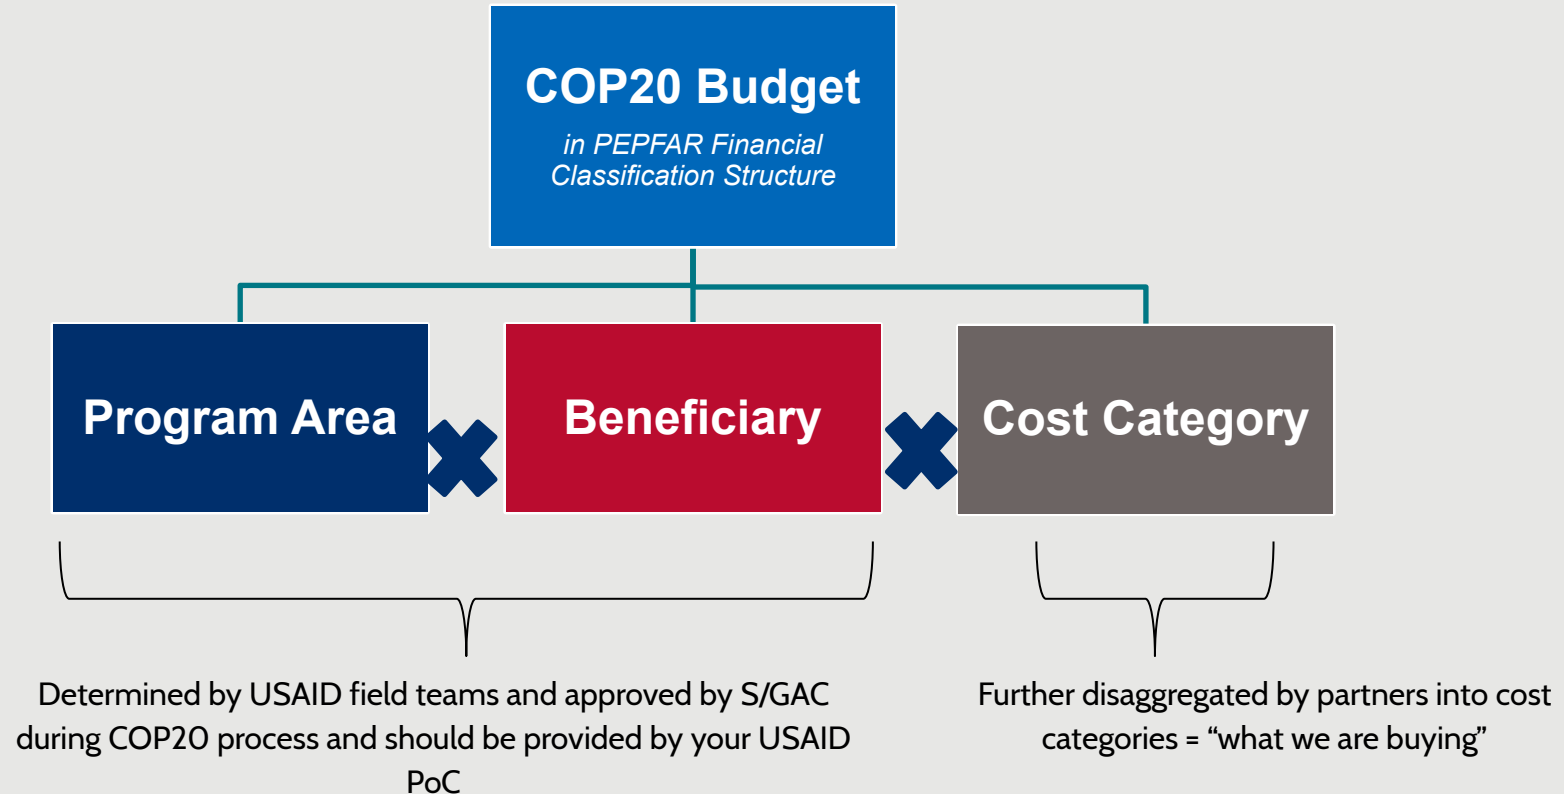 COP20 Budget
in PEPFAR Financial
Classification Structure
Program Area
Beneficiary
Cost Category
Determined by USAID field teams and approved by S/GAC
during COP20 process and should be provided by your USAID
PoC
Further disaggregated by partners into cost
categories = “what we are buying”